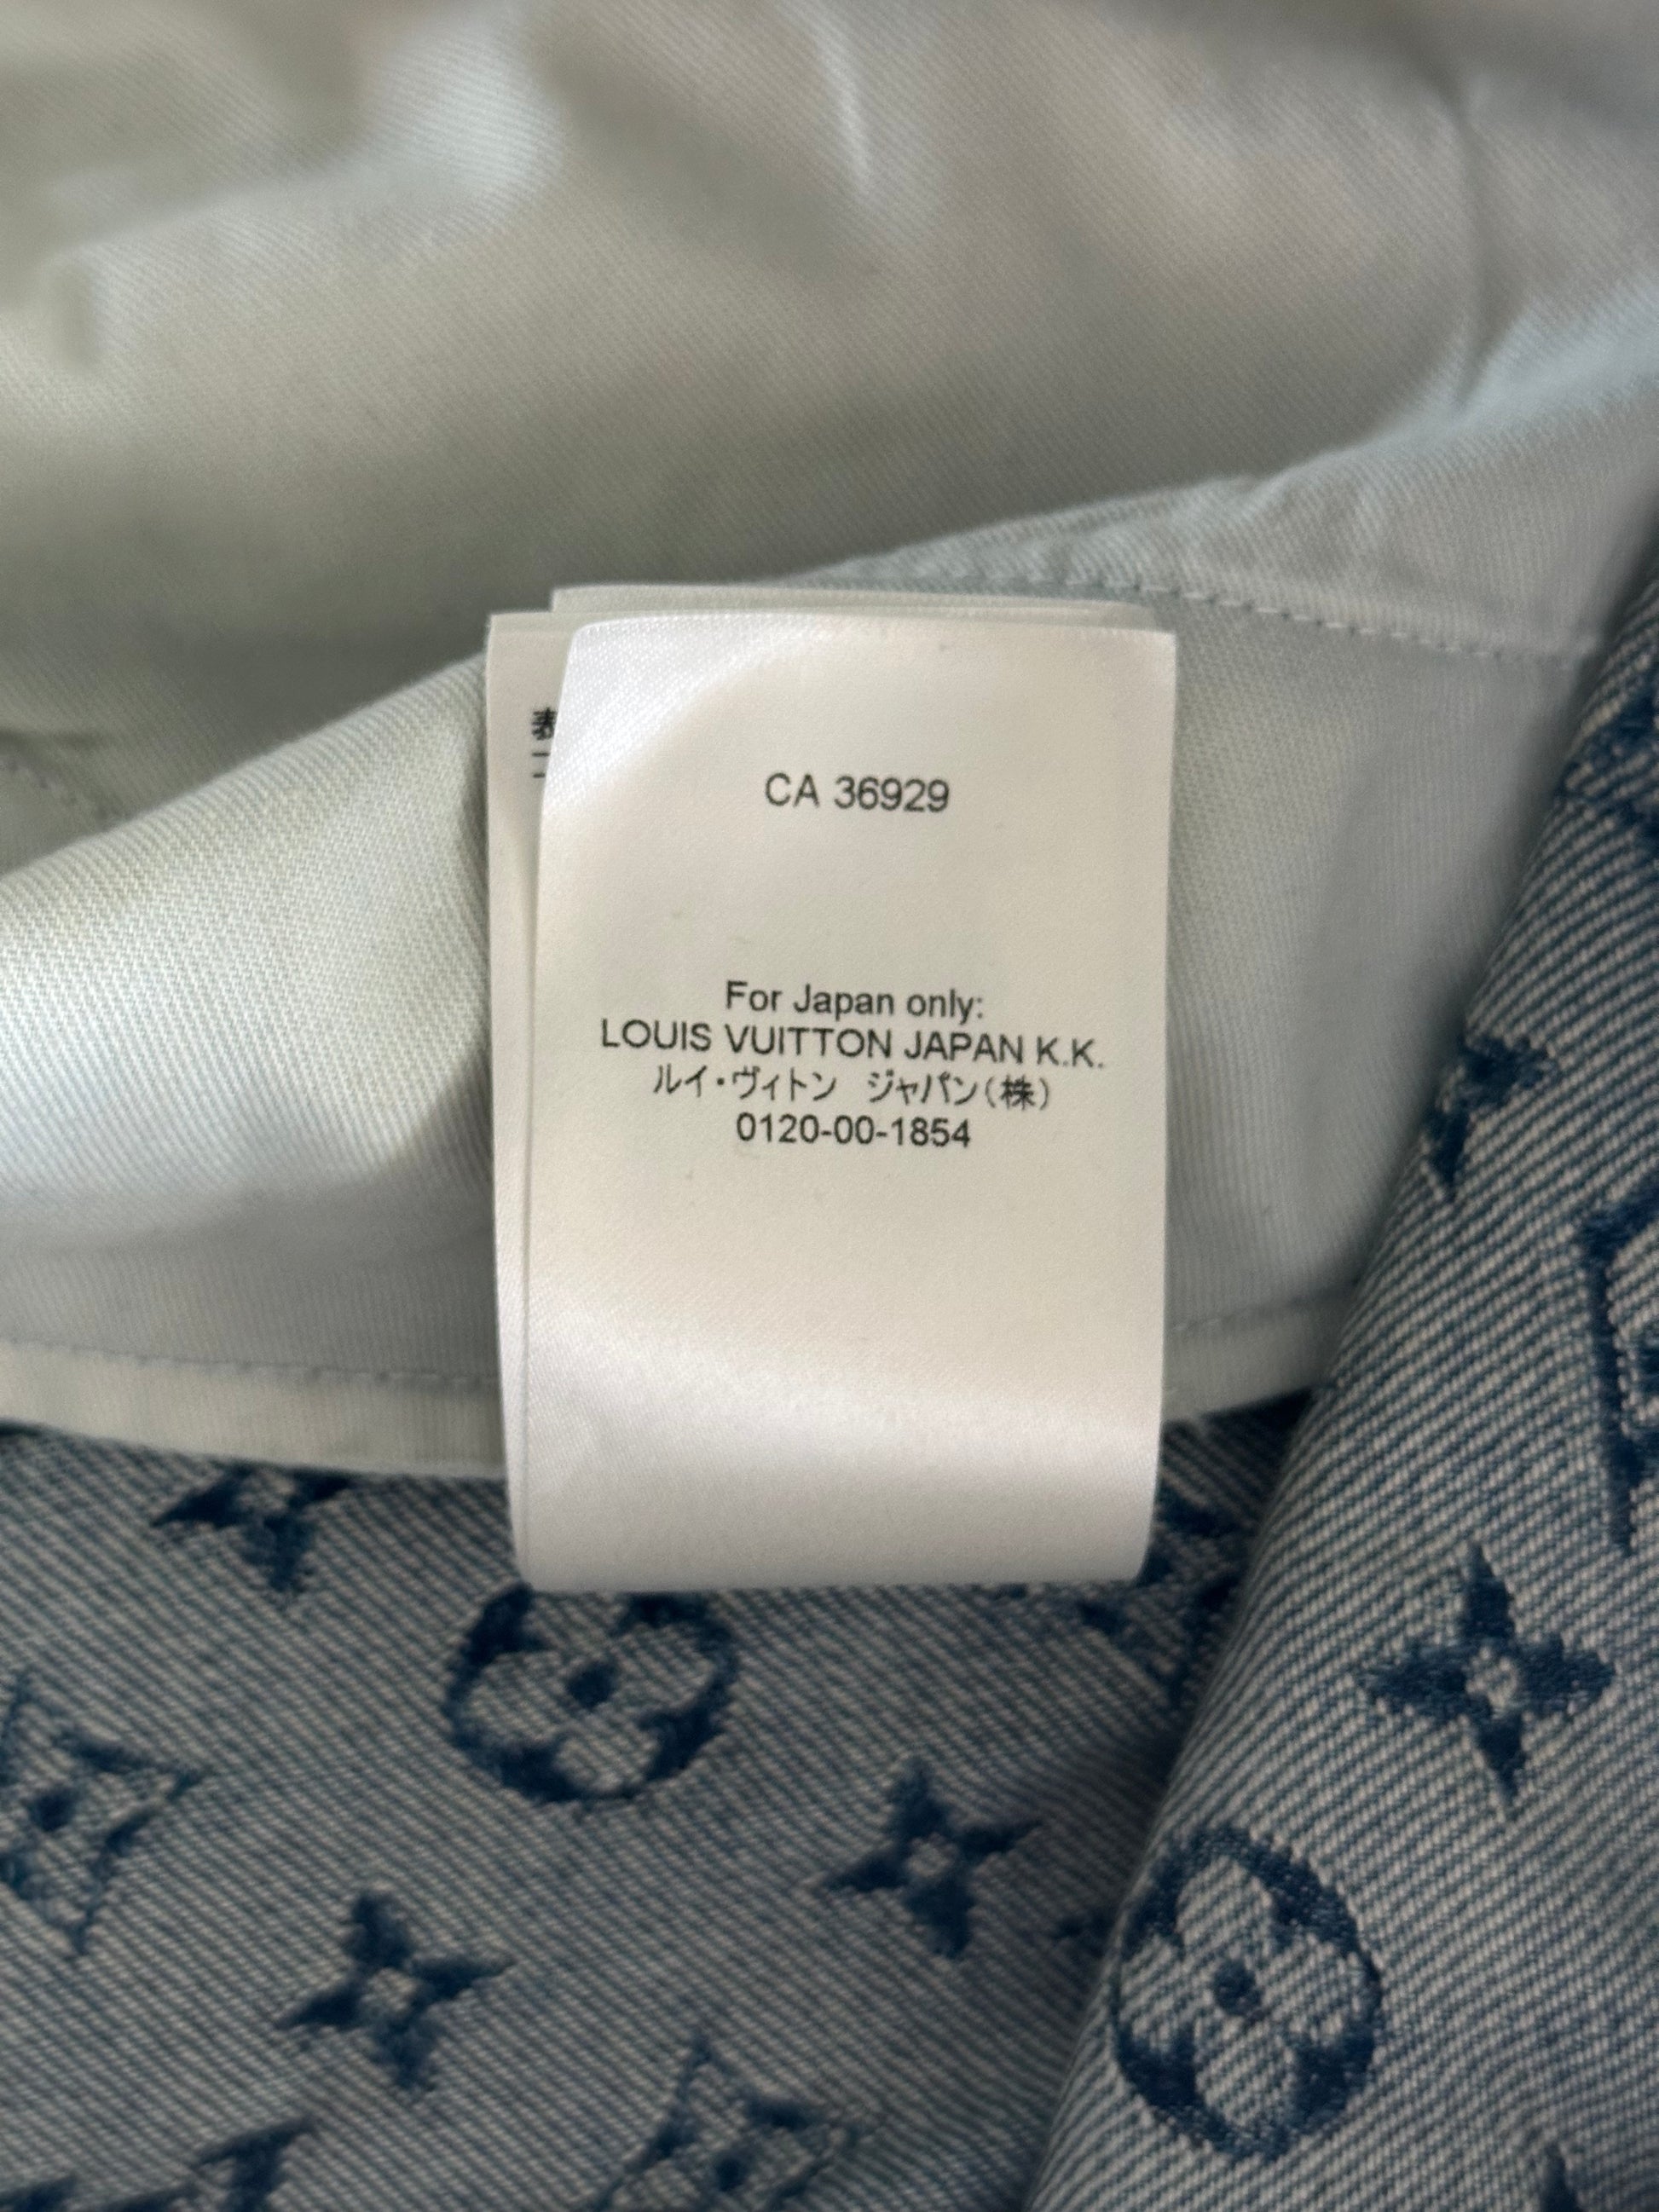 表
CA 36929
For Japan only:
LOUIS VUITTON JAPAN K.K.
ルイ・ヴィトン　ジャパン（株）
0120-00-1854